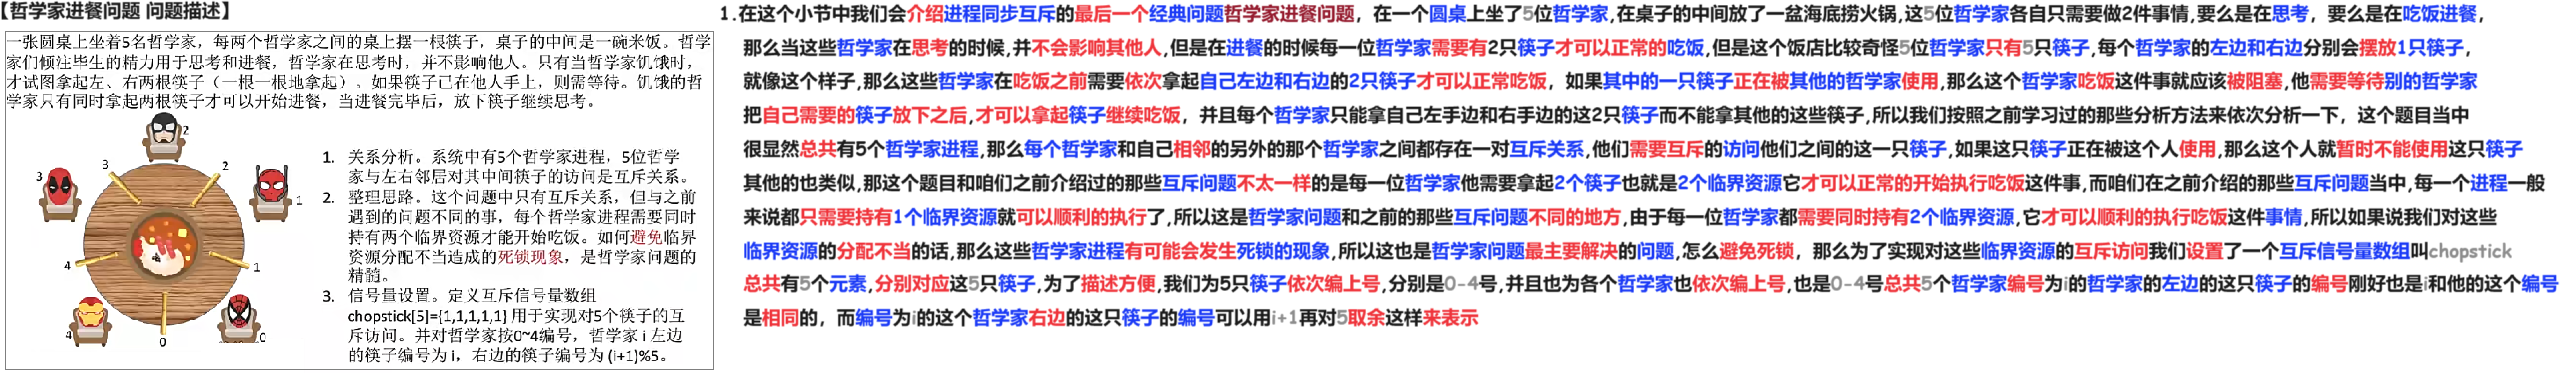 【哲学家进餐问题 问题描述】
一张圆桌上坐着5名哲学家，每两个哲学家之间的桌上摆一根筷子，桌子的中间是一碗米饭。哲学
家们倾注毕生的精力用于思考和进餐，哲学家在思考时，并不影响他人。只有当哲学家饥饿时，
才试图拿起左、右两根筷子（一根一根地拿起）。如果筷子已在他人手上，则需等待。饥饿的哲
学家只有同时拿起两根筷子才可以开始进餐，当进餐完毕后，放下筷子继续思考。
2
3
2
3
1
4
1
4
0
0
1. 关系分析。系统中有5个哲学家进程，5位哲学
家与左右邻居对其中间筷子的访问是互斥关系。
2. 整理思路。这个问题中只有互斥关系，但与之前
遇到的问题不同的事，每个哲学家进程需要同时
持有两个临界资源才能开始吃饭。如何避免临界
资源分配不当造成的死锁现象，是哲学家问题的
精髓。
3. 信号量设置。定义互斥信号量数组
chopstick[5]={1,1,1,1,1} 用于实现对5个筷子的互
斥访问。并对哲学家按0~4编号，哲学家 i 左边
的筷子编号为 i，右边的筷子编号为 (i+1)%5。
1.在这个小节中我们会介绍进程同步互斥的最后一个经典问题哲学家进餐问题，在一个圆桌上坐了5位哲学家,在桌子的中间放了一盆海底捞火锅,这5位哲学家各自只需要做2件事情,要么是在思考，要么是在吃饭进餐,
那么当这些哲学家在思考的时候,并不会影响其他人,但是在进餐的时候每一位哲学家需要有2只筷子才可以正常的吃饭,但是这个饭店比较奇怪5位哲学家只有5只筷子,每个哲学家的左边和右边分别会摆放1只筷子,
就像这个样子,那么这些哲学家在吃饭之前需要依次拿起自己左边和右边的2只筷子才可以正常吃饭，如果其中的一只筷子正在被其他的哲学家使用,那么这个哲学家吃饭这件事就应该被阻塞,他需要等待别的哲学家
把自己需要的筷子放下之后,才可以拿起筷子继续吃饭，并且每个哲学家只能拿自己左手边和右手边的这2只筷子而不能拿其他的这些筷子,所以我们按照之前学习过的那些分析方法来依次分析一下，这个题目当中
很显然总共有5个哲学家进程,那么每个哲学家和自己相邻的另外的那个哲学家之间都存在一对互斥关系,他们需要互斥的访问他们之间的这一只筷子,如果这只筷子正在被这个人使用,那么这个人就暂时不能使用这只筷子
其他的也类似,那这个题目和咱们之前介绍过的那些互斥问题不太一样的是每一位哲学家他需要拿起2个筷子也就是2个临界资源它才可以正常的开始执行吃饭这件事,而咱们在之前介绍的那些互斥问题当中,每一个进程一般
来说都只需要持有1个临界资源就可以顺利的执行了,所以这是哲学家问题和之前的那些互斥问题不同的地方,由于每一位哲学家都需要同时持有2个临界资源,它才可以顺利的执行吃饭这件事情,所以如果说我们对这些
临界资源的分配不当的话,那么这些哲学家进程有可能会发生死锁的现象,所以这也是哲学家问题最主要解决的问题,怎么避免死锁，那么为了实现对这些临界资源的互斥访问我们设置了一个互斥信号量数组叫chopstick
总共有5个元素,分别对应这5只筷子,为了描述方便,我们为5只筷子依次编上号,分别是0-4号,并且也为各个哲学家也依次编上号,也是0-4号总共5个哲学家编号为i的哲学家的左边的这只筷子的编号刚好也是i和他的这个编号
是相同的，而编号为i的这个哲学家右边的这只筷子的编号可以用i+1再对5取余这样来表示